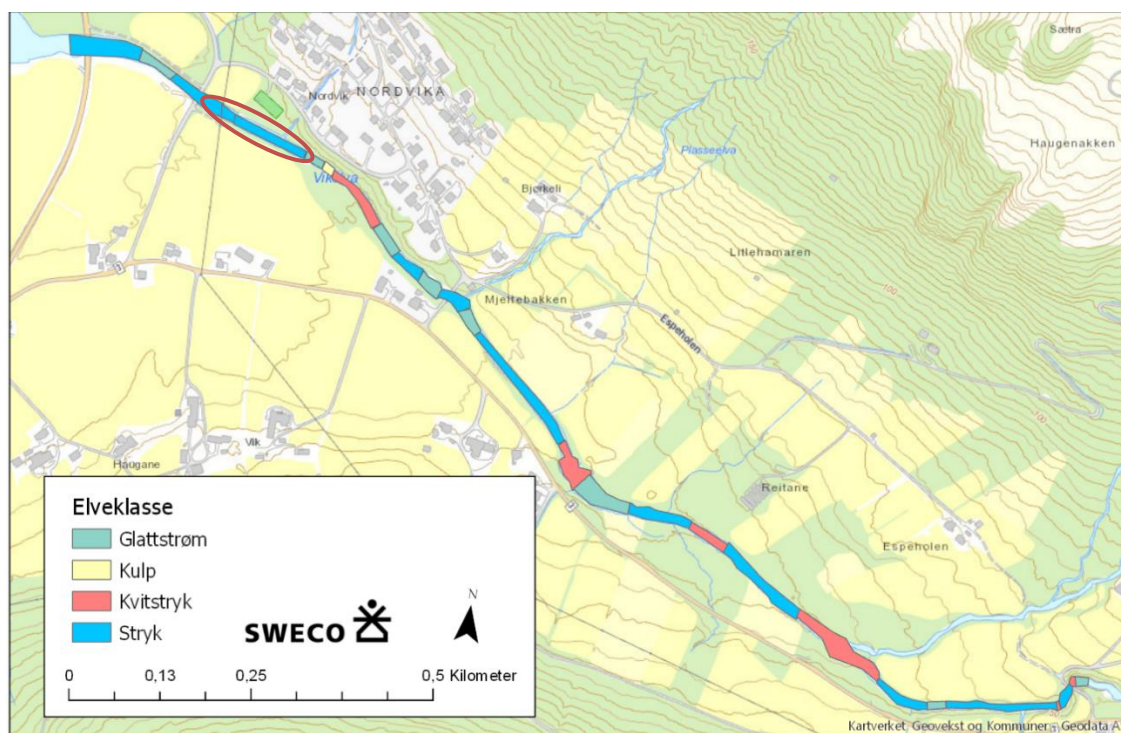 Sætra
150
Nordvik
NORDVIKA
Plasseelva
Haugenakken
Vikelva
Bjørkeli
Litlehamaren
100
Mjeltebakken
Espeholen
100
Vik
Haugane
Reitane
Espeholen
Elveklasse
Glattstrøm
Kulp
Kvitstryk
Stryk
SWECO
N
0 0,13 0,25 0,5 Kilometer
Kartverket, Geovekst og Kommuner - Geodata A